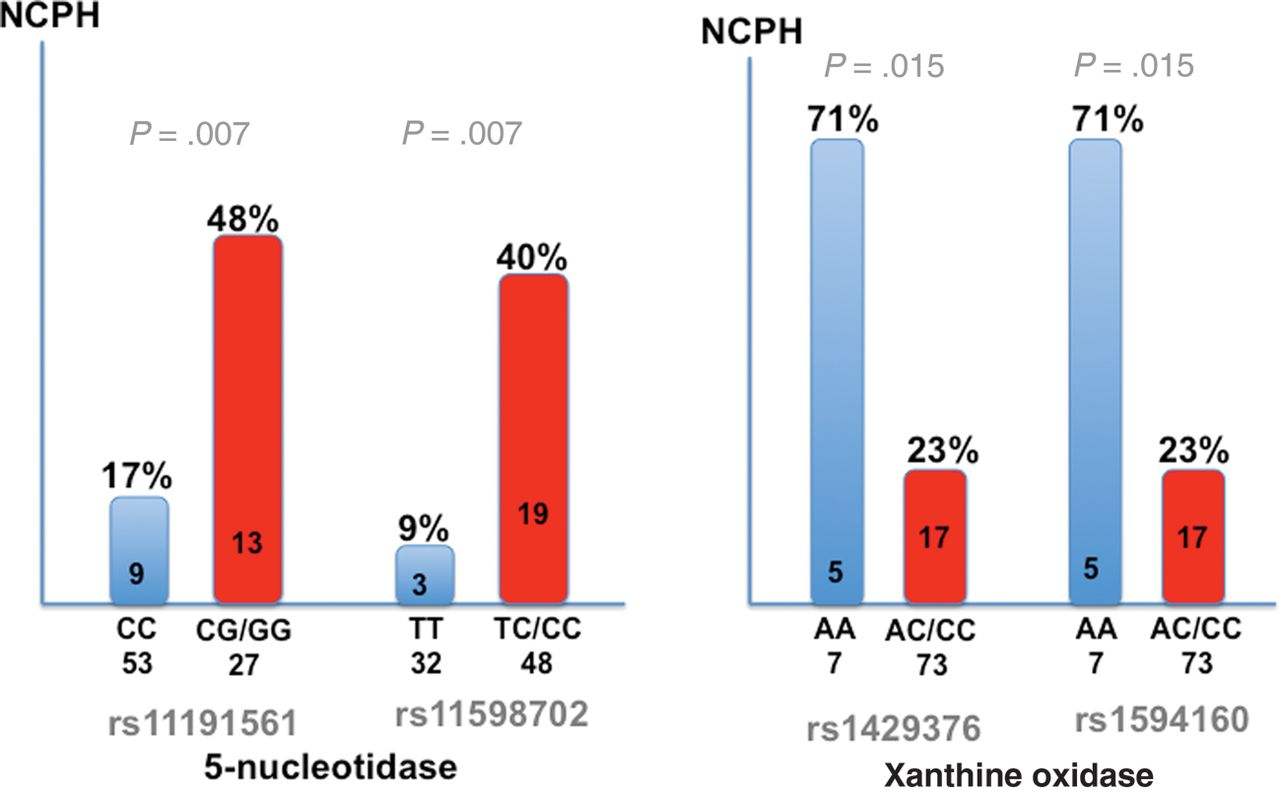 NCPH
P = .007
P = .007
48%
40%
17%
9%
9
13
3
19
CC
CG/GG
TT
TC/CC
53
27
32
48
rs11191561
rs11598702
5-nucleotidase
NCPH
P = .015
P = .015
71%
71%
23%
23%
5
17
5
17
AA
AC/CC
AA
AC/CC
7
73
7
73
rs1429376
rs1594160
Xanthine oxidase